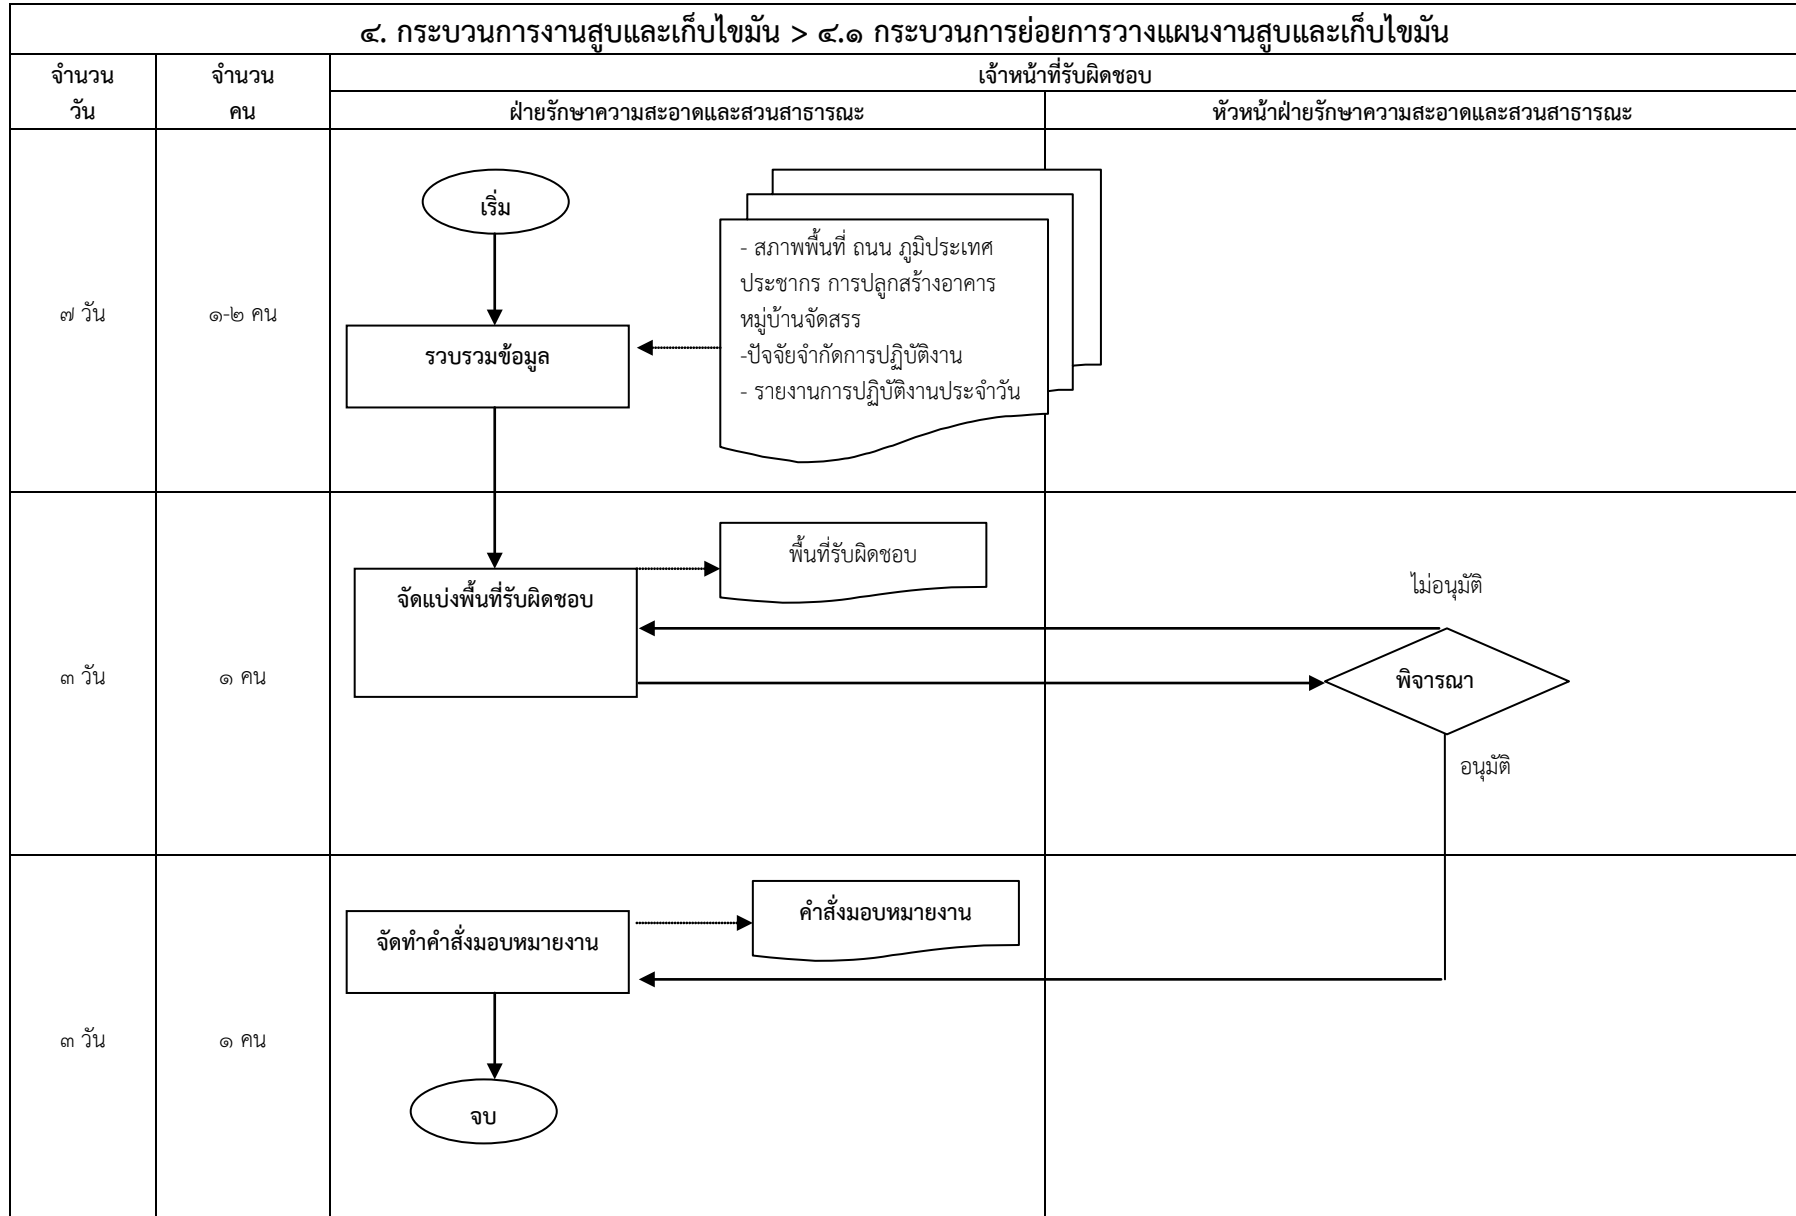 ๔. กระบวนการงานสูบและเก็บไขมัน > ๔.๑ กระบวนการย่อยการวางแผนงานสูบและเก็บไขมัน
จำนวน
วัน
จำนวน
คน
เจ้าหน้าที่รับผิดชอบ
ฝ่ายรักษาความสะอาดและสวนสาธารณะ
หัวหน้าฝ่ายรักษาความสะอาดและสวนสาธารณะ
๗ วัน
๑-๒ คน
เริ่ม
รวบรวมข้อมูล
- สภาพพื้นที่ ถนน ภูมิประเทศ
ประชากร การปลูกสร้างอาคาร
หมู่บ้านจัดสรร
-ปัจจัยจำกัดการปฏิบัติงาน
- รายงานการปฏิบัติงานประจำวัน
๓ วัน
๑ คน
จัดแบ่งพื้นที่รับผิดชอบ
พื้นที่รับผิดชอบ
ไม่อนุมัติ
พิจารณา
อนุมัติ
๓ วัน
๑ คน
จัดทำคำสั่งมอบหมายงาน
คำสั่งมอบหมายงาน
จบ